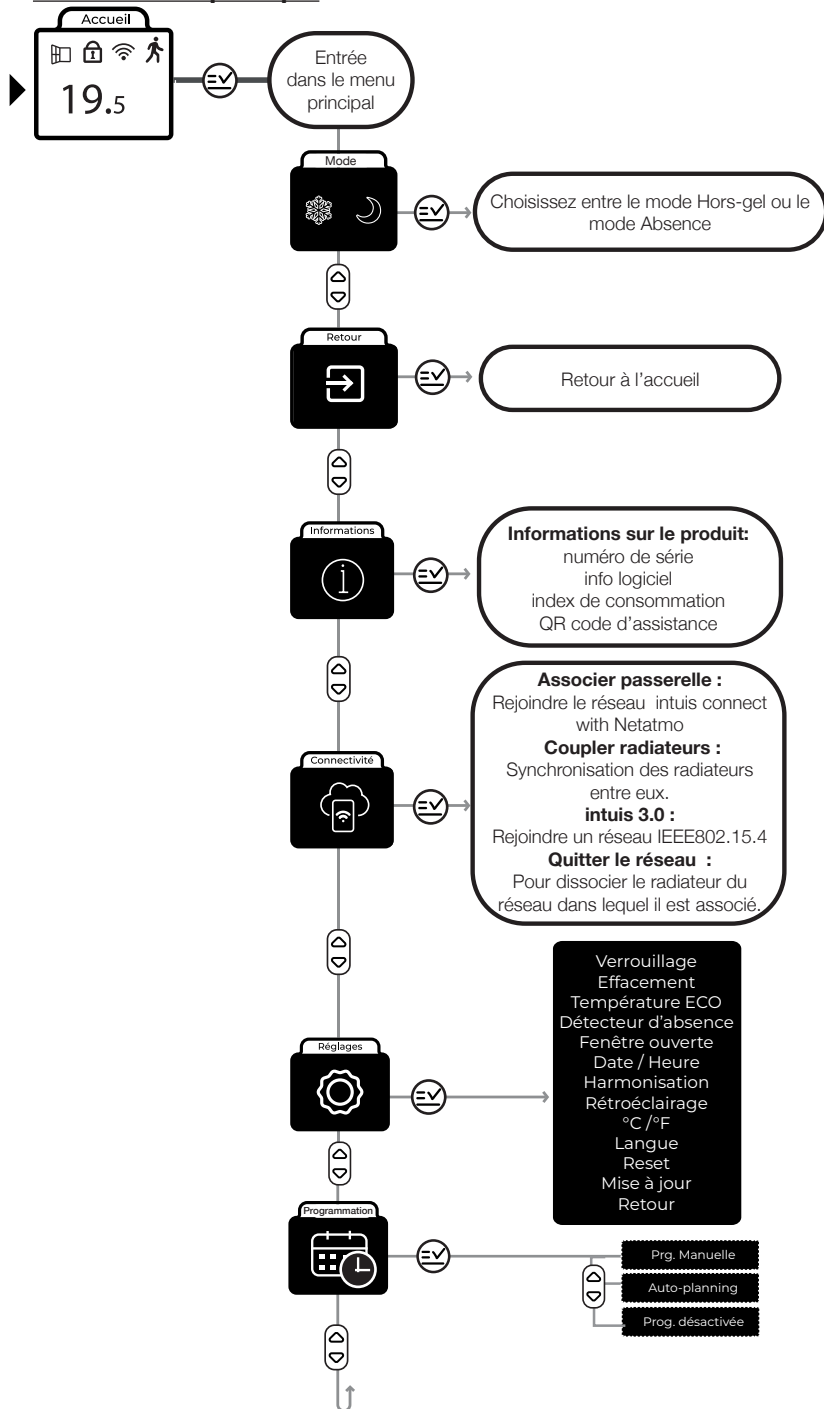 Accueil
19.5
Entrée
dans le menu
principal
Mode
Choisissez entre le mode Hors-gel ou le
mode Absence
Retour
Retour à l'accueil
Informations
Informations sur le produit:
numéro de série
info logiciel
index de consommation
QR code d'assistance
Connectivité
Associer passerelle :
Rejoindre le réseau intuis connect
with Netatmo
Coupler radiateurs :
Synchronisation des radiateurs
entre eux.
intuis 3.0 :
Rejoindre un réseau IEEE802.15.4
Quitter le réseau :
Pour dissocier le radiateur du
réseau dans lequel il est associé.
Réglages
Verrouillage
Effacement
Température ECO
Détecteur d'absence
Fenêtre ouverte
Date / Heure
Harmonisation
Rétroéclairage
°C /°F
Langue
Reset
Mise à jour
Retour
Programmation
Prg. Manuelle
Auto-planning
Prog. désactivée